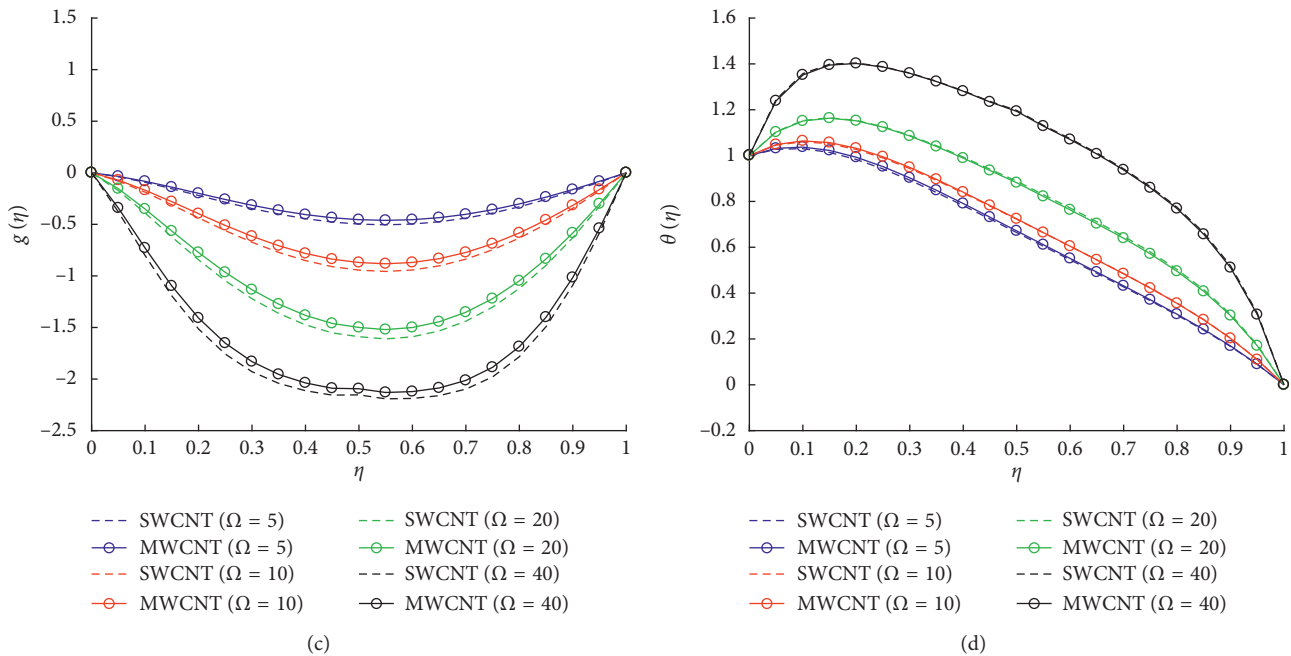 1.5
1
0.5
0
–0.5
–1
–1.5
–2
–2.5
g (η)
0 0.1 0.2 0.3 0.4 0.5 0.6 0.7 0.8 0.9 1
η
SWCNT (Ω = 5)
MWCNT (Ω = 5)
SWCNT (Ω = 10)
MWCNT (Ω = 10)
SWCNT (Ω = 20)
MWCNT (Ω = 20)
SWCNT (Ω = 40)
MWCNT (Ω = 40)
(c)
1.6
1.4
1.2
1
0.8
0.6
0.4
0.2
0
–0.2
θ (η)
0 0.1 0.2 0.3 0.4 0.5 0.6 0.7 0.8 0.9 1
η
SWCNT (Ω = 5)
MWCNT (Ω = 5)
SWCNT (Ω = 10)
MWCNT (Ω = 10)
SWCNT (Ω = 20)
MWCNT (Ω = 20)
SWCNT (Ω = 40)
MWCNT (Ω = 40)
(d)